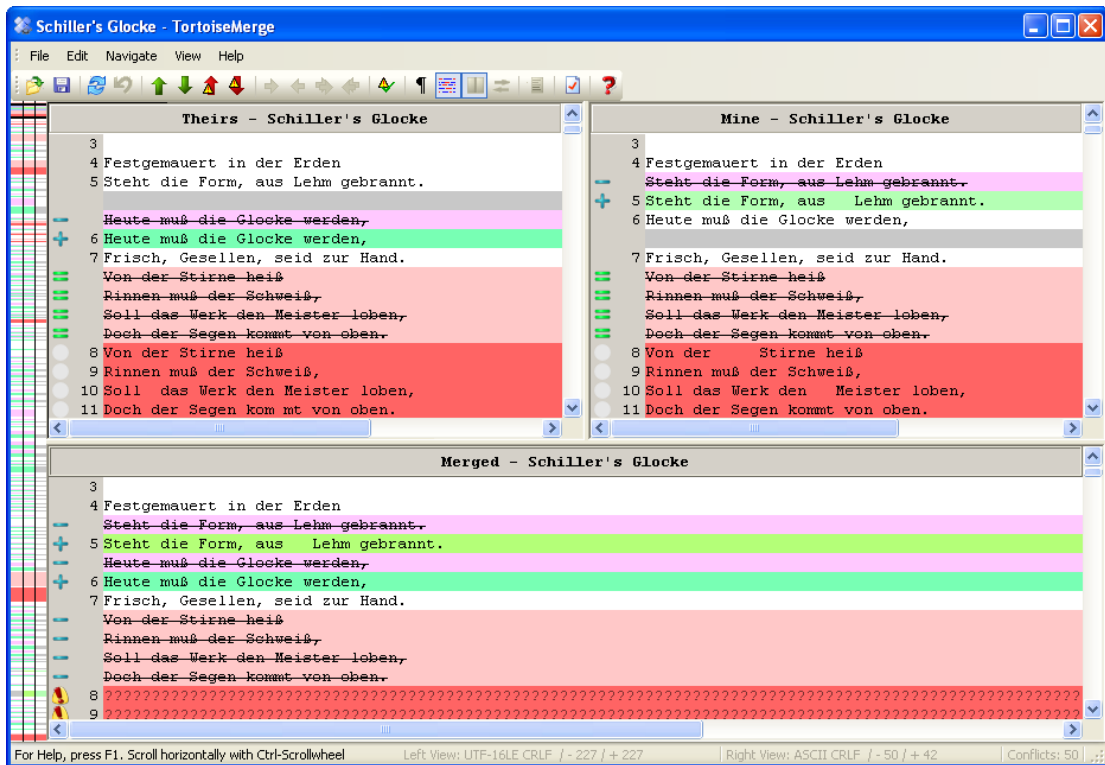 Schiller's Glocke - TortoiseMerge
File Edit Navigate View Help
Theirs - Schiller's Glocke
3
4 Festgemauert in der Erden
5 Steht die Form, aus Lehm gebrannt.
Heute muß die Glocke werden,
6 Heute muß die Glocke werden,
7 Frisch, Gesellen, seid zur Hand.
Von der Stirne heiß
Rinnen muß der Schweiß,
Soll das Werk den Meister loben,
Doch der Segen kommt von oben.
8 Von der Stirne heiß
9 Rinnen muß der Schweiß,
10 Soll  das Werk den Meister loben,
11 Doch der Segen kom mt von oben.
Mine - Schiller's Glocke
3
4 Festgemauert in der Erden
Steht die Form, aus Lehm gebrannt.
5 Steht die Form, aus   Lehm gebrannt.
6 Heute muß die Glocke werden,
7 Frisch, Gesellen, seid zur Hand.
Von der Stirne heiß
Rinnen muß der Schweiß,
Soll das Werk den Meister loben,
Doch der Segen kommt von oben.
8 Von der     Stirne heiß
9 Rinnen muß der Schweiß,
10 Soll das Werk den   Meister loben,
11 Doch der Segen kommt von oben.
Merged - Schiller's Glocke
3
4 Festgemauert in der Erden
Steht die Form, aus Lehm gebrannt.
5 Steht die Form, aus   Lehm gebrannt.
Heute muß die Glocke werden,
6 Heute muß die Glocke werden,
7 Frisch, Gesellen, seid zur Hand.
Von der Stirne heiß
Rinnen muß der Schweiß,
Soll das Werk den Meister loben,
Doch der Segen kommt von oben.
8 ?????????????????????????????????????????????????????????????????????????????????????????????????????????????
9 ?????????????????????????????????????????????????????????????????????????????????????????????????????????????
For Help, press F1. Scroll horizontally with Ctrl-Scrollwheel Left View: UTF-16LE CRLF / - 227 / + 227 Right View: ASCII CRLF / - 50 / + 42 Conflicts: 50